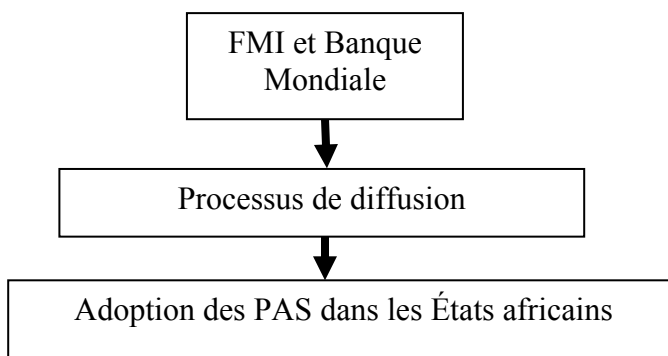 FMI et Banque
Mondiale
Processus de diffusion
Adoption des PAS dans les États africains